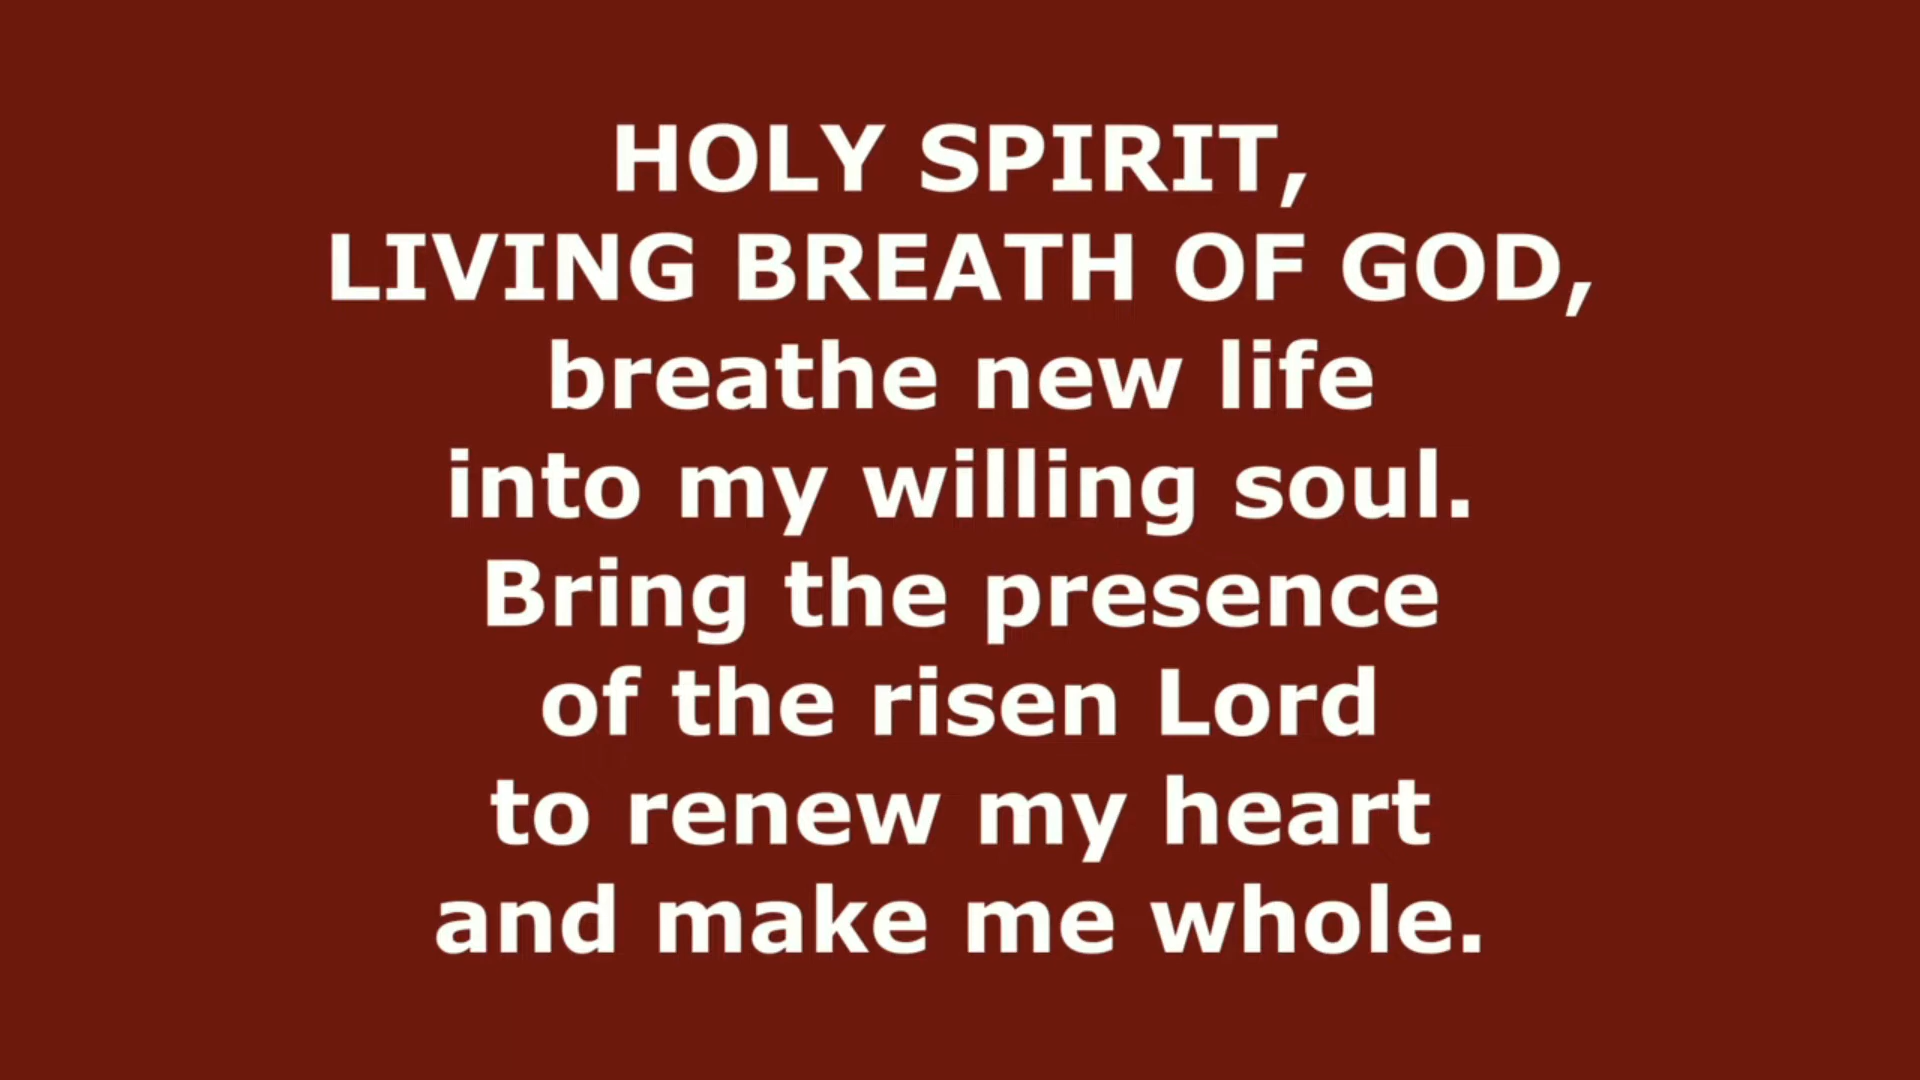 HOLY SPIRIT,
LIVING BREATH OF GOD,
breathe new life
into my willing soul.
Bring the presence
of the risen Lord
to renew my heart
and make me whole.